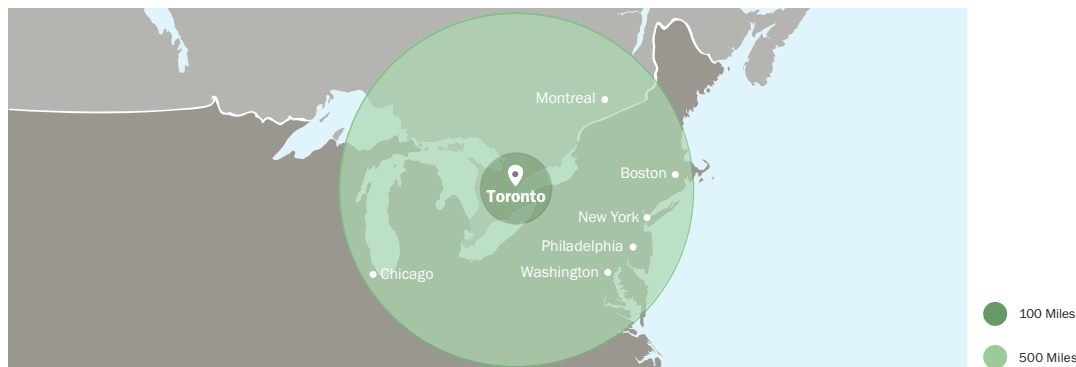 Montreal
Boston
Toronto
New York
Philadelphia
Washington
Chicago
100 Miles
500 Miles